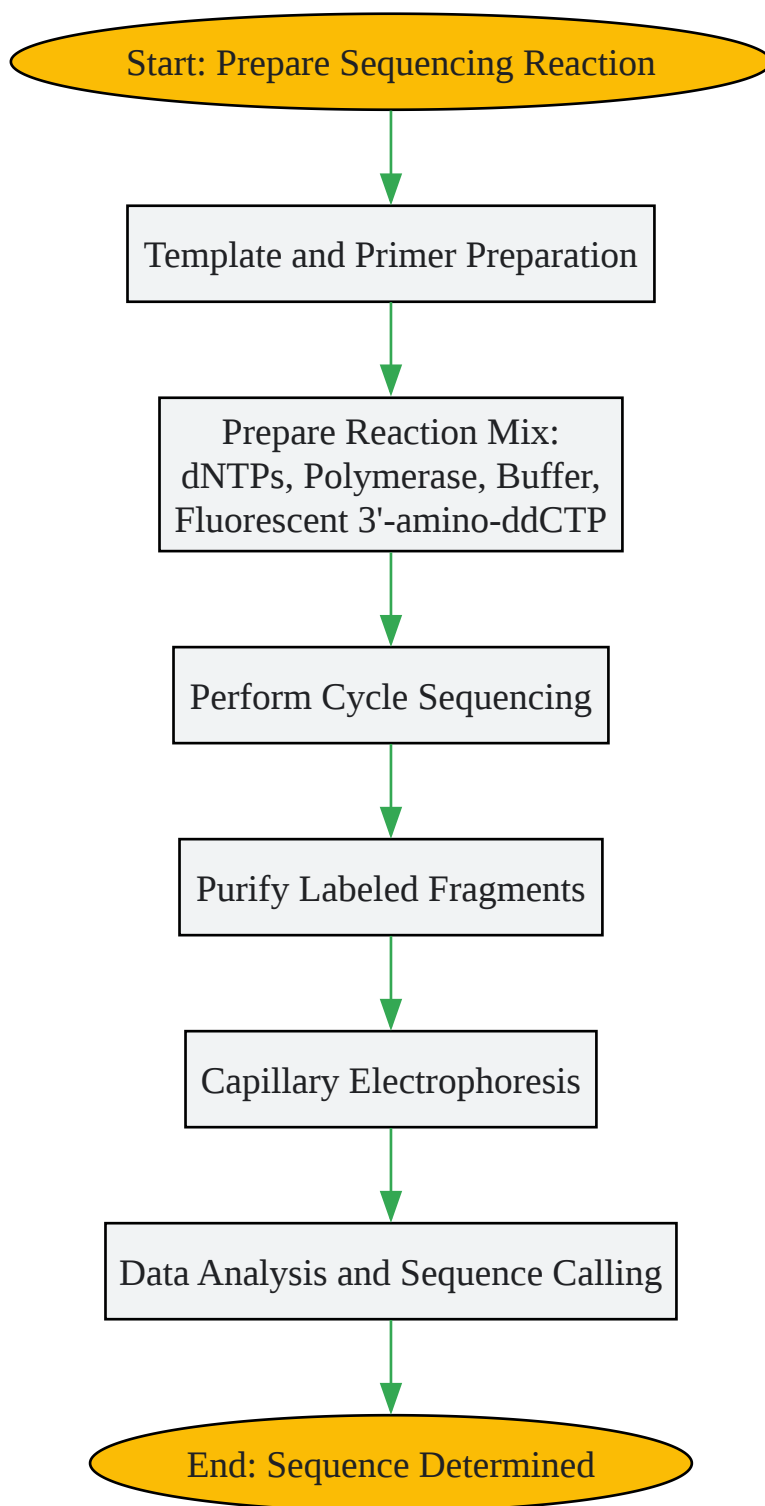 Start: Prepare Sequencing Reaction
Template and Primer Preparation
Prepare Reaction Mix:
dNTPs, Polymerase, Buffer,
Fluorescent 3'-amino-ddCTP
Perform Cycle Sequencing
Purify Labeled Fragments
Capillary Electrophoresis
Data Analysis and Sequence Calling
End: Sequence Determined